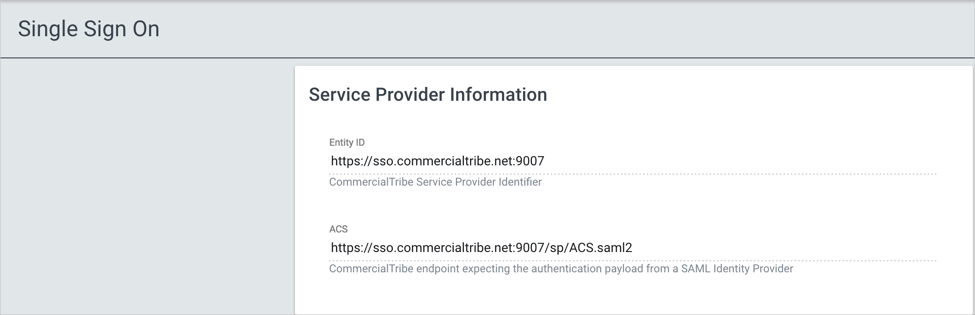 Single Sign On
Service Provider Information
Entity ID
https://sso.commercialtribe.net:9007
CommercialTribe Service Provider Identifier
ACS
https://sso.commercialtribe.net:9007/sp/ACS.saml2
CommercialTribe endpoint expecting the authentication payload from a SAML Identity Provider